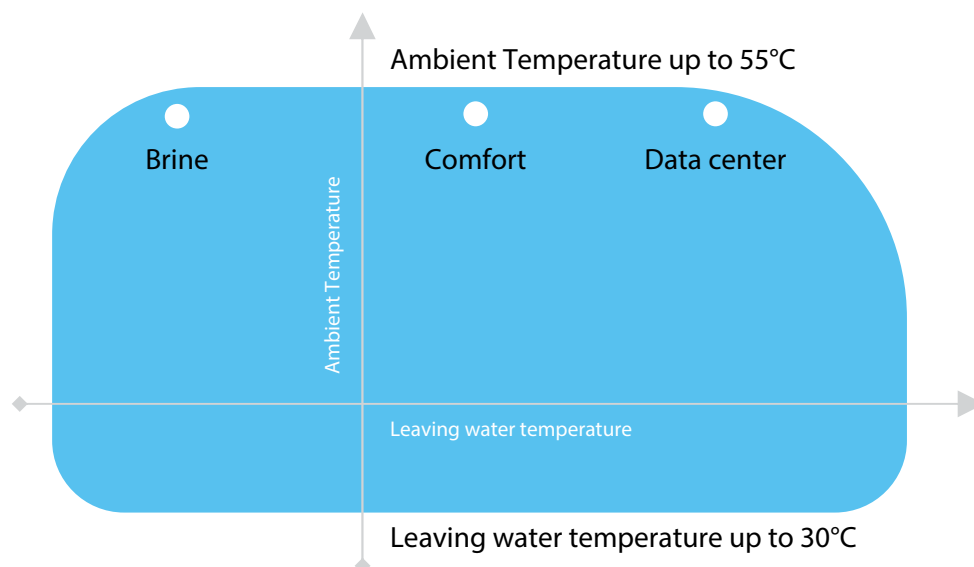 Ambient Temperature up to 55°C
Brine
Comfort
Data center
Ambient Temperature
Leaving water temperature
Leaving water temperature up to 30°C